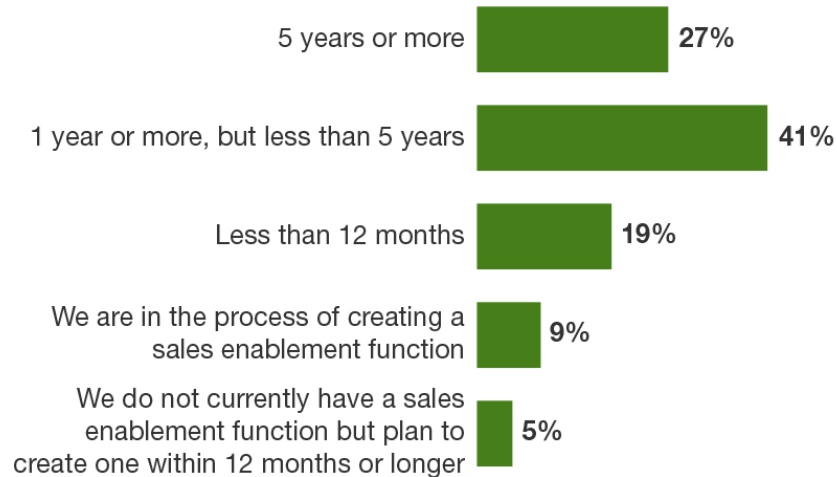 5 years or more 27%
1 year or more, but less than 5 years 41%
Less than 12 months 19%
We are in the process of creating a
sales enablement function 9%
We do not currently have a sales
enablement function but plan to 5%
create one within 12 months or longer